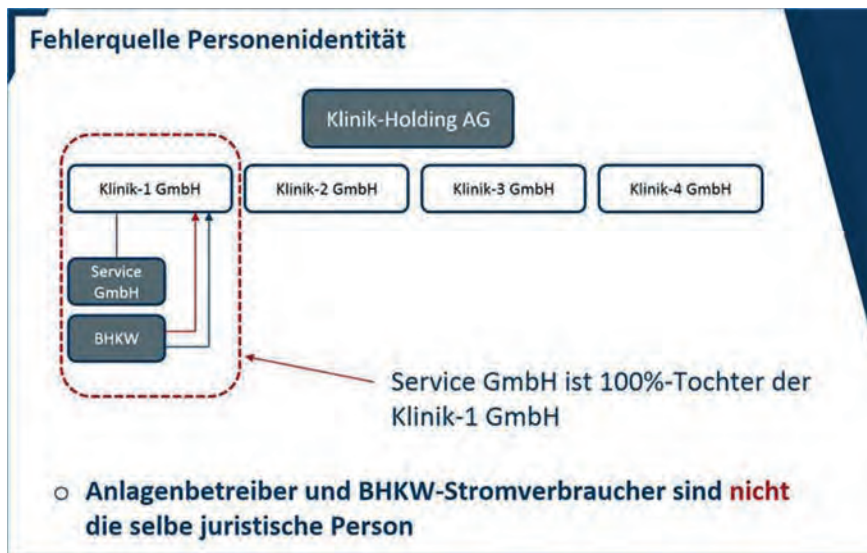 Fehlerquelle Personenidentität
Klinik-Holding AG
Klinik-1 GmbH
Klinik-2 GmbH
Klinik-3 GmbH
Klinik-4 GmbH
Service
GmbH
BHKW
Service GmbH ist 100%-Tochter der
Klinik-1 GmbH
○ Anlagenbetreiber und BHKW-Stromverbraucher sind nicht
die selbe juristische Person